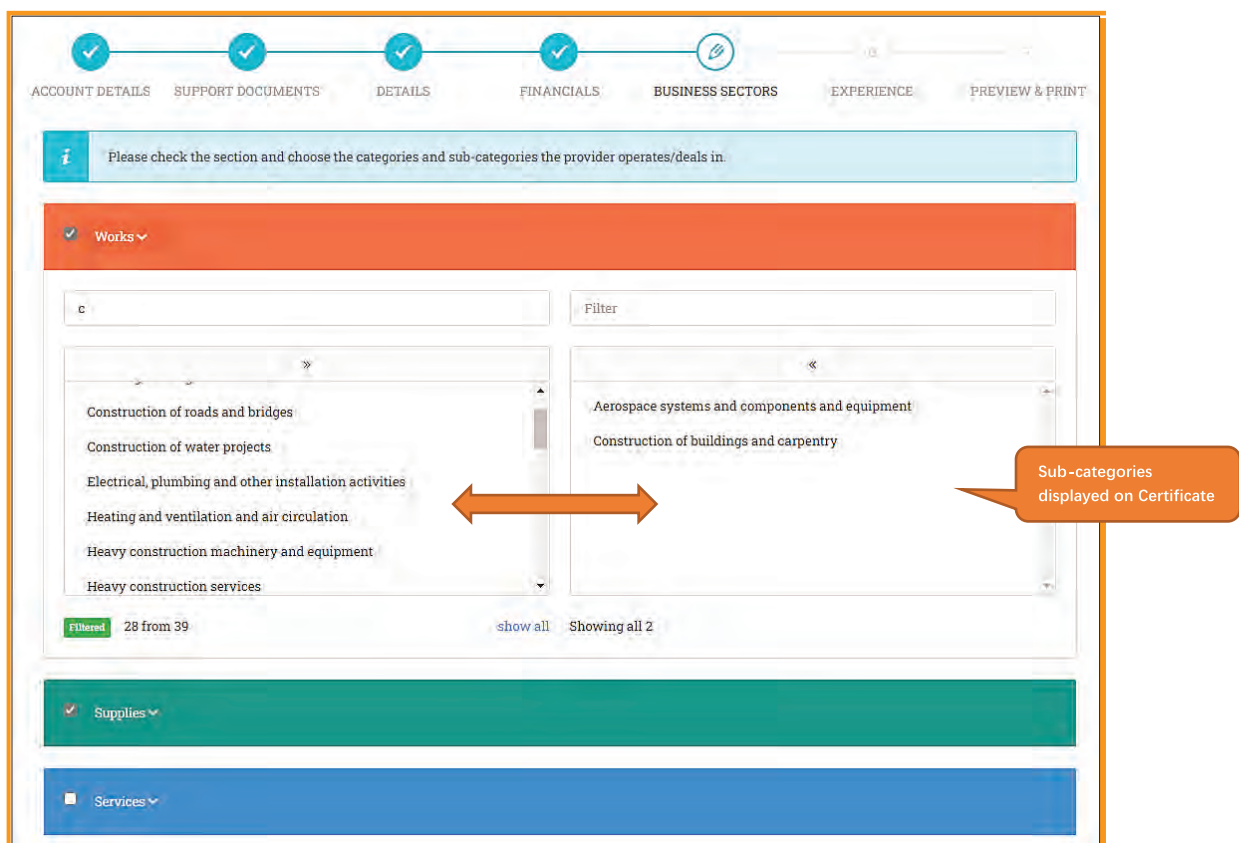 ACCOUNT DETAILS SUPPORT DOCUMENTS DETAILS FINANCIALS BUSINESS SECTORS EXPERIENCE PREVIEW & PRINT
i Please check the section and choose the categories and sub-categories the provider operates/deals in.
Works
c
Filter
»
«
Construction of roads and bridges
Construction of water projects
Electrical, plumbing and other installation activities
Heating and ventilation and air circulation
Heavy construction machinery and equipment
Heavy construction services
Aerospace systems and components and equipment
Construction of buildings and carpentry
Sub-categories
displayed on Certificate
Filtered 28 from 39 show all
Showing all 2
Supplies
Services